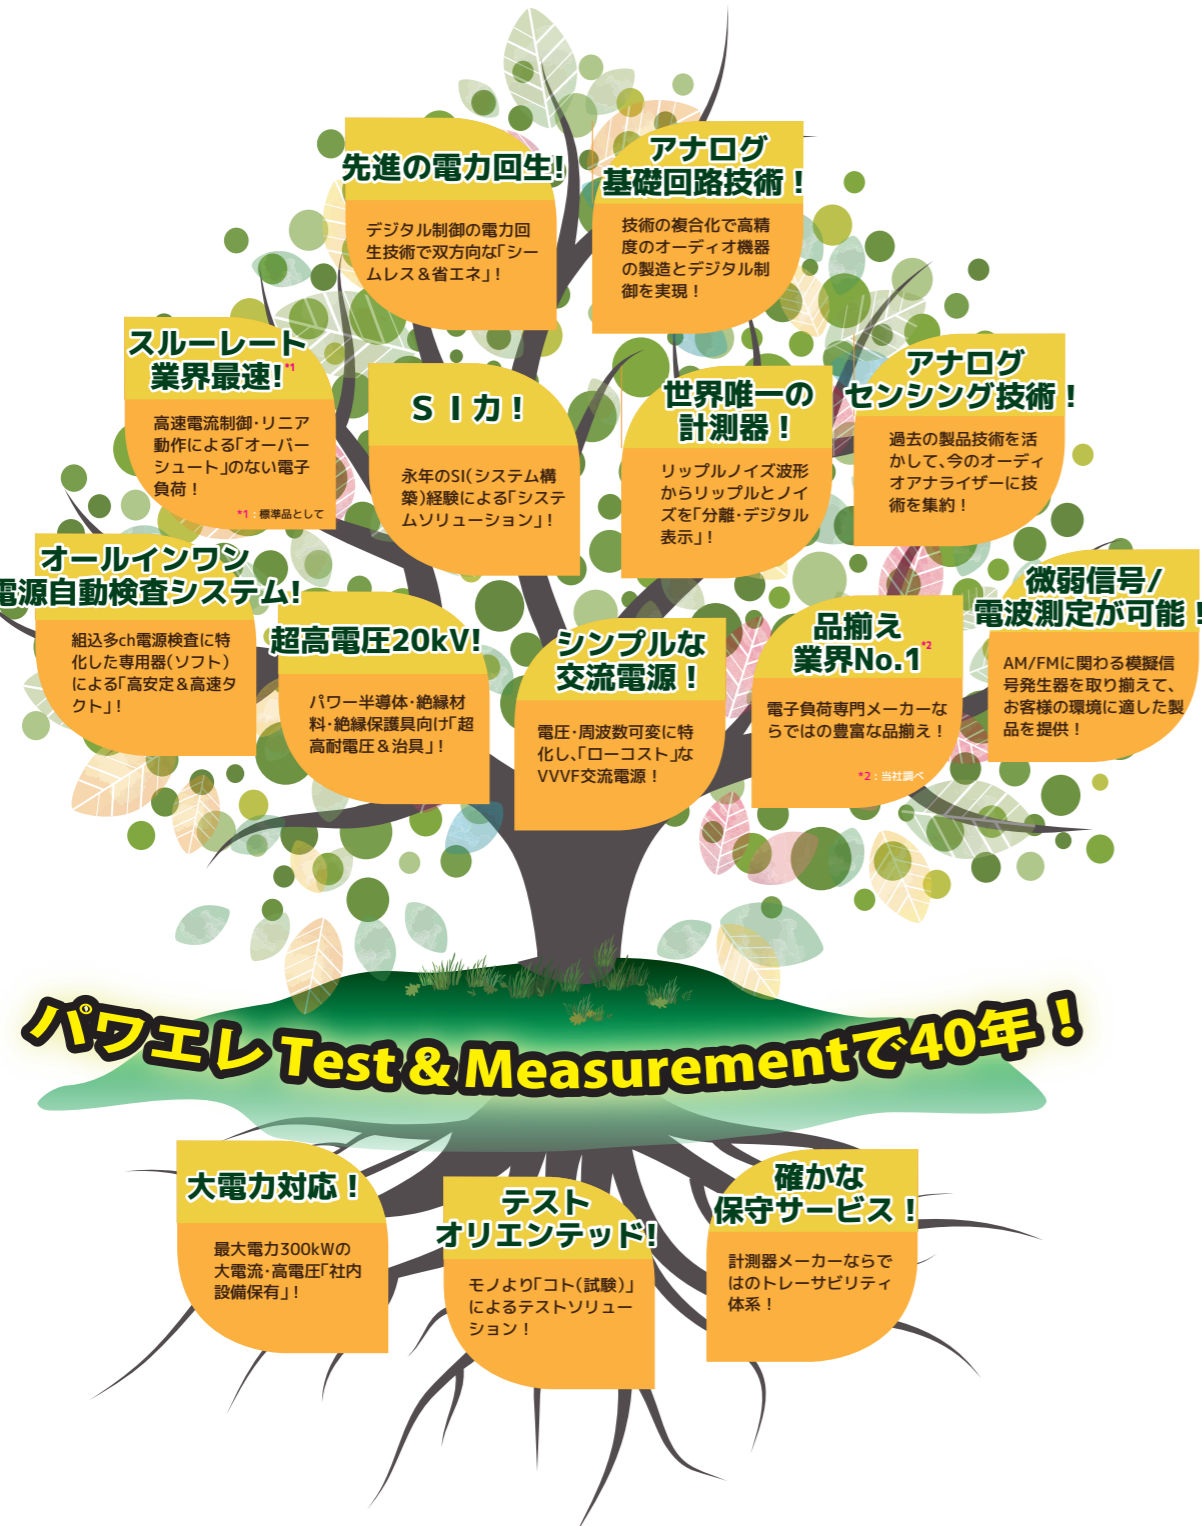 先進の電力回生!
デジタル制御の電力回
生技術で双方向な｢シー
ムレス＆省エネ｣！
アナログ
基礎回路技術！
技術の複合化で高精
度のオーディオ機器
の製造とデジタル制
御を実現！
スルーレート
業界最速!*1
高速電流制御･リニア
動作による｢オーバー
シュート｣のない電子
負荷！
*1：標準品として
ＳＩカ！
永年のSI(システム構
築)経験による｢システ
ムソリューション｣！
世界唯一の
計測器！
リップルノイズ波形
からリップルとノイ
ズを｢分離･デジタル
表示｣！
アナログ
センシング技術！
過去の製品技術を活
かして､今のオーディ
オアナライザーに技
術を集約！
オールインワン
電源自動検査システム!
組込多ch電源検査に特
化した専用器(ソフト)
による｢高安定＆高速タ
クト｣！
超高電圧20kV!
パワー半導体･絶縁材
料･絶縁保護具向け｢超
高耐電圧＆治具｣！
シンプルな
交流電源！
電圧･周波数可変に特
化し､｢ローコスト｣な
VVVF交流電源！
品揃え
業界No.1*2
電子負荷専門メーカーな
らではの豊富な品揃え！
*2：当社調べ
微弱信号/
電波測定が可能！
AM/FMに関わる模擬信
号発生器を取り揃えて､
お客様の環境に適した製
品を提供！
パワエレ Test & Measurementで40年！
大電力対応！
最大電力300kWの
大電流･高電圧｢社内
設備保有｣！
テスト
オリエンテッド!
モノより｢コト(試験)｣
によるテストソリュー
ション！
確かな
保守サービス！
計測器メーカーならで
はのトレーサビリティ
体系！